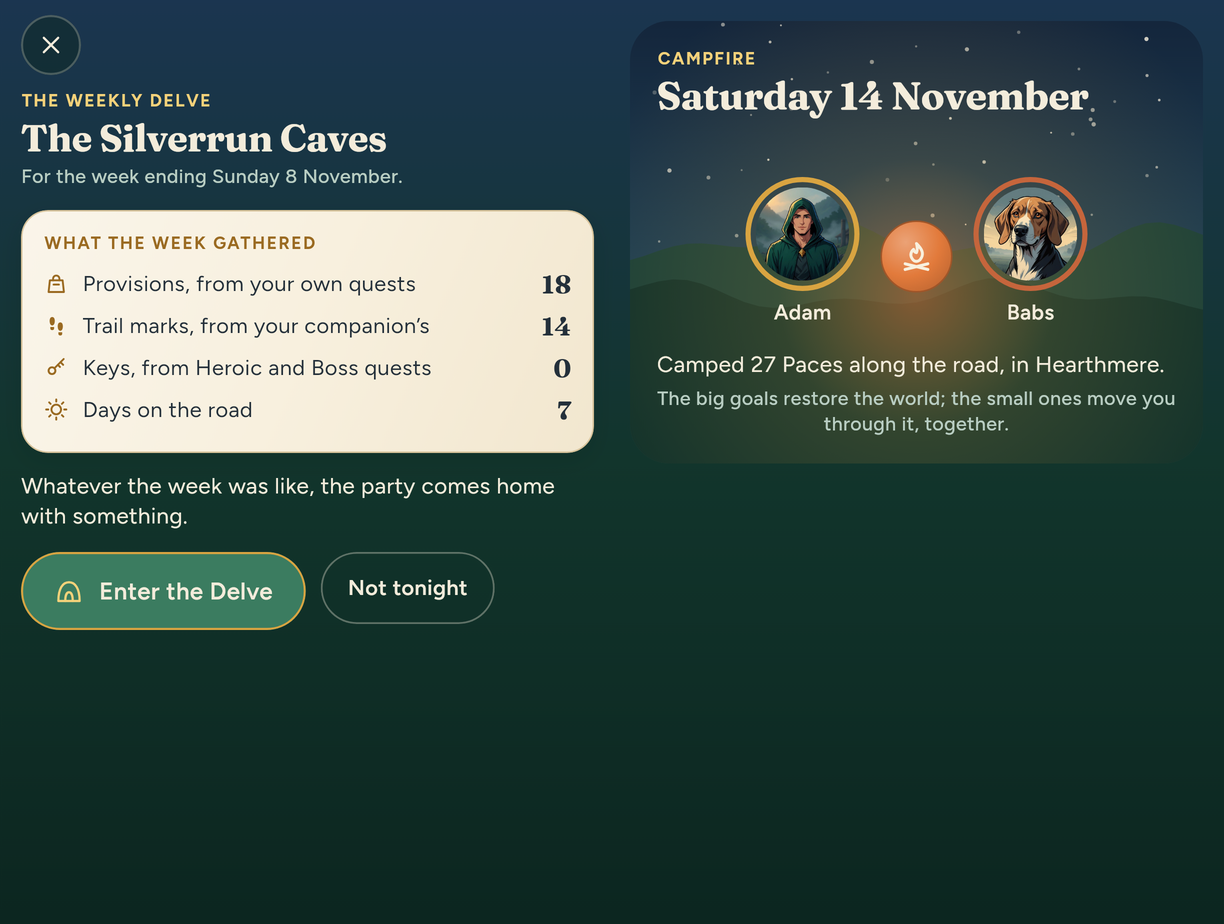 THE WEEKLY DELVE
The Silverrun Caves
For the week ending Sunday 8 November.
WHAT THE WEEK GATHERED
Provisions, from your own quests 18
Trail marks, from your companion’s 14
Keys, from Heroic and Boss quests 0
Days on the road 7
Whatever the week was like, the party comes home
with something.
Enter the Delve
Not tonight
CAMPFIRE
Saturday 14 November
Adam
Babs
Camped 27 Paces along the road, in Hearthmere.
The big goals restore the world; the small ones move you
through it, together.